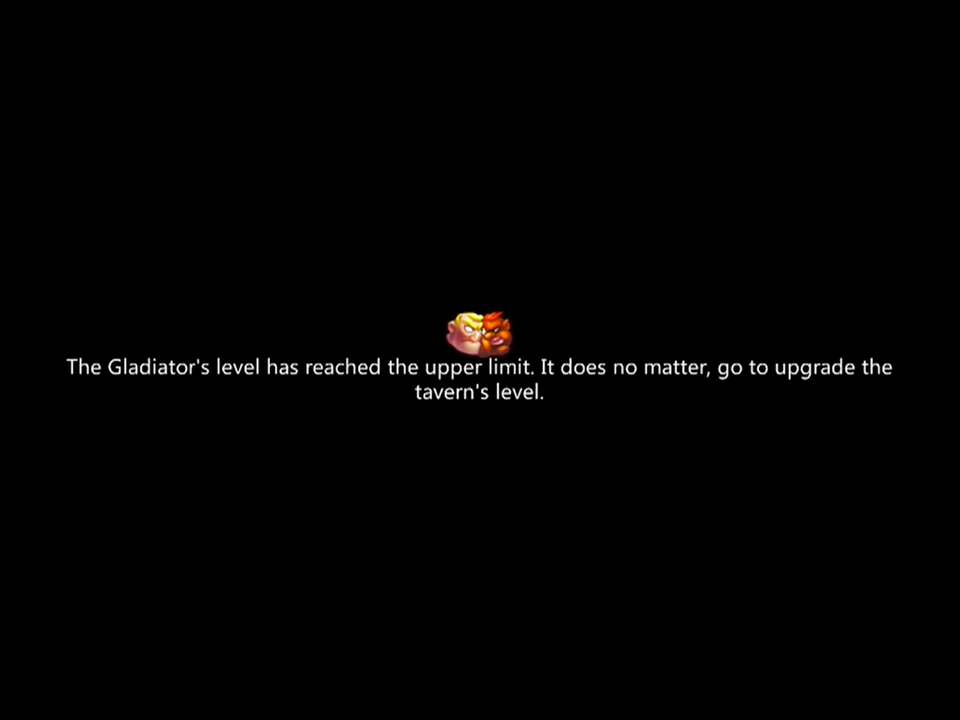 The Gladiator's level has reached the upper limit. It does no matter, go to upgrade the
tavern's level.